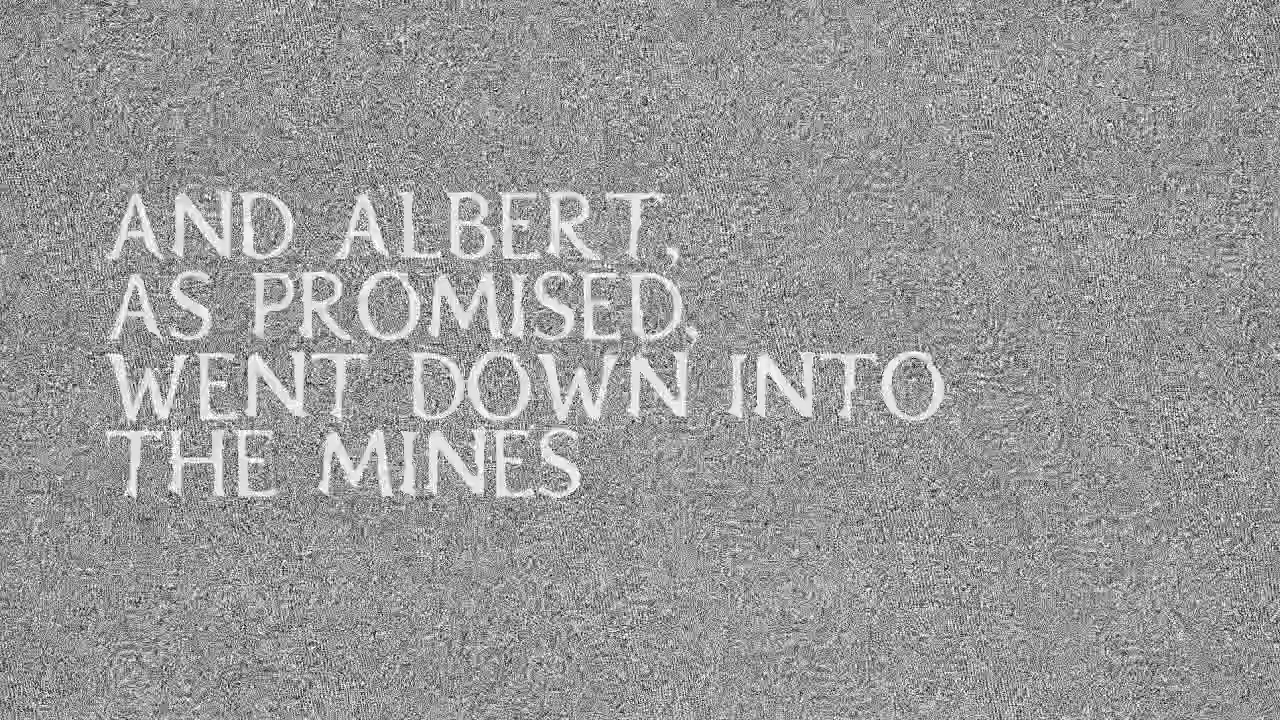 AND ALBERT,
AS PROMISED,
WENT DOWN INTO
THE MINES